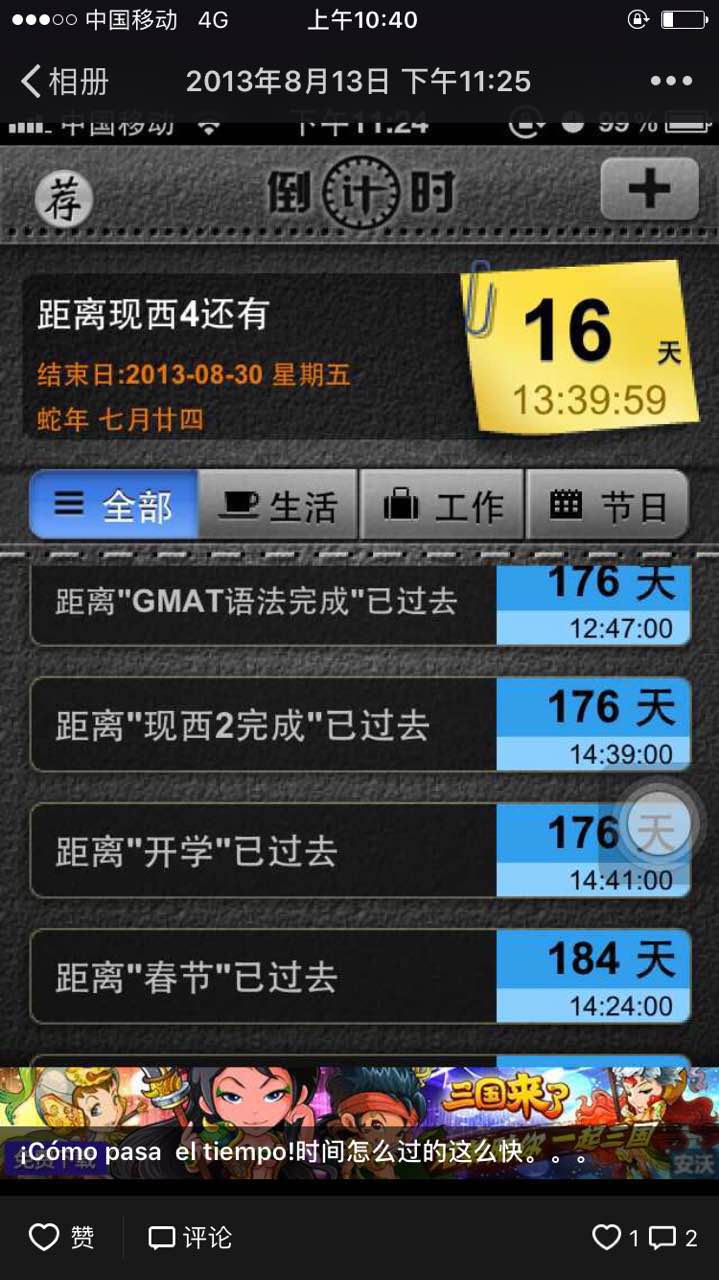 中国移动 4G 上午10:40
相册 2013年8月13日 下午11:25
中国移动 下午11:24 99%
荐 倒计时
距离现西4还有
16 天
结束日:2013-08-30 星期五
13:39:59
蛇年 七月廿四
全部 生活 工作 节日
距离"GMAT语法完成"已过去 176 天
12:47:00
距离"现西2完成"已过去 176 天
14:39:00
距离"开学"已过去 176 天
14:41:00
距离"春节"已过去 184 天
14:24:00
三国来了
一起三国
免费下载
安沃
¡Cómo pasa el tiempo!时间怎么过的这么快。。。
赞 评论 1 2